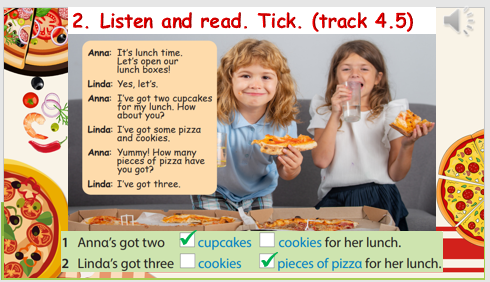 2. Listen and read. Tick. (track 4.5)
Anna: It's lunch time.
Let's open our
lunch boxes!
Linda: Yes, let's.
Anna: I've got two cupcakes
for my lunch. How
about you?
Linda: I've got some pizza
and cookies.
Anna: Yummy! How many
pieces of pizza have
you got?
Linda: I've got three.
1 Anna's got two cupcakes cookies for her lunch.
2 Linda's got three cookies pieces of pizza for her lunch.